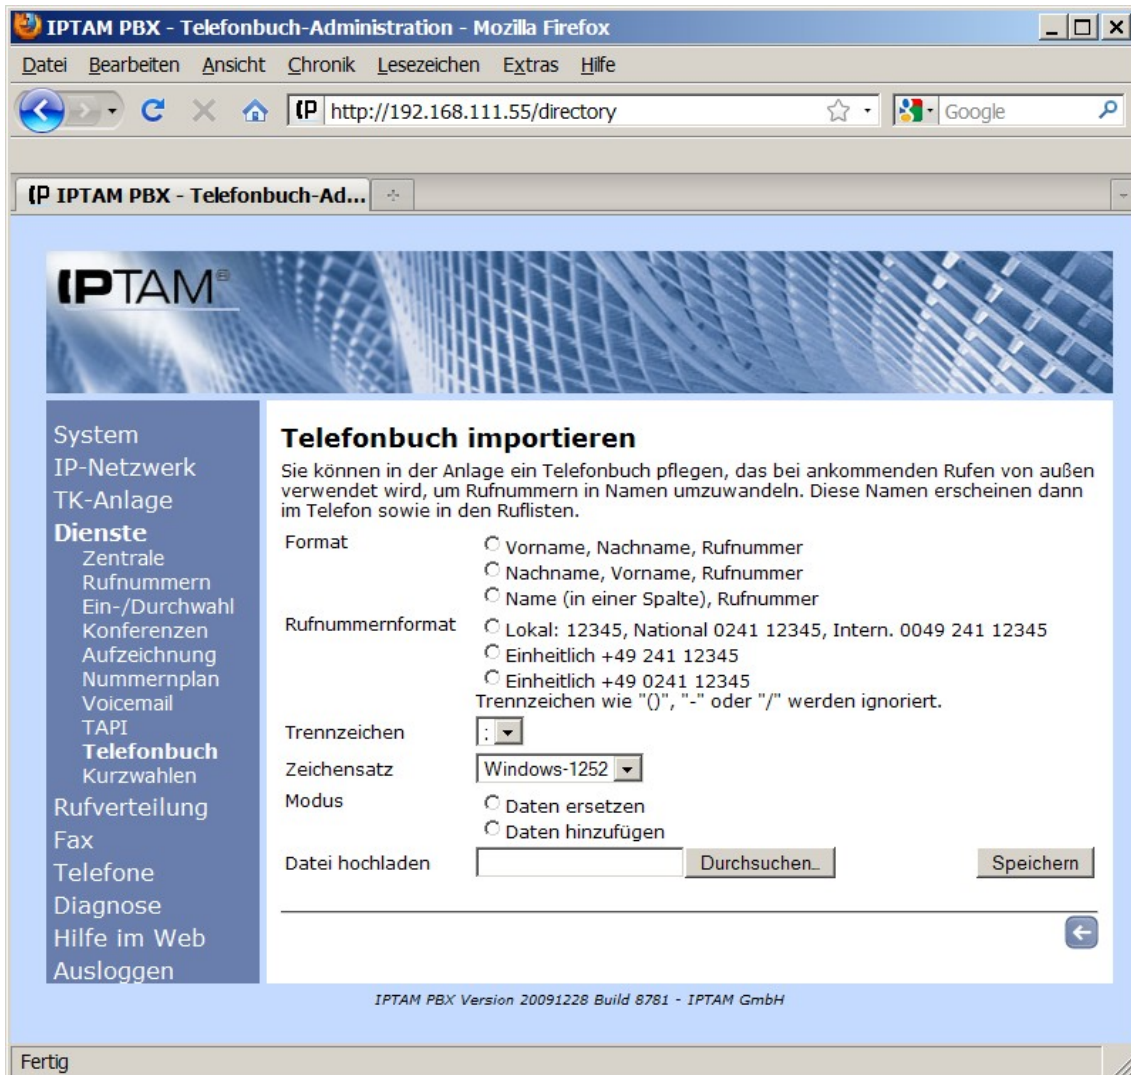 IPTAM PBX - Telefonbuch-Administration - Mozilla Firefox
Datei Bearbeiten Ansicht Chronik Lesezeichen Extras Hilfe
(P http://192.168.111.55/directory Google
(P IPTAM PBX - Telefonbuch-Ad...
IPTAM®
System
IP-Netzwerk
TK-Anlage
Dienste
Zentrale
Rufnummern
Ein-/Durchwahl
Konferenzen
Aufzeichnung
Nummernplan
Voicemail
TAPI
Telefonbuch
Kurzwahlen
Rufverteilung
Fax
Telefone
Diagnose
Hilfe im Web
Ausloggen
Telefonbuch importieren
Sie können in der Anlage ein Telefonbuch pflegen, das bei ankommenden Rufen von außen
verwendet wird, um Rufnummern in Namen umzuwandeln. Diese Namen erscheinen dann
im Telefon sowie in den Ruflisten.
Format
Vorname, Nachname, Rufnummer
Nachname, Vorname, Rufnummer
Name (in einer Spalte), Rufnummer
Rufnummernformat
Lokal: 12345, National 0241 12345, Intern. 0049 241 12345
Einheitlich +49 241 12345
Einheitlich +49 0241 12345
Trennzeichen wie "()", "-" oder "/" werden ignoriert.
Trennzeichen ;
Zeichensatz Windows-1252
Modus
Daten ersetzen
Daten hinzufügen
Datei hochladen Durchsuchen... Speichern
IPTAM PBX Version 20091228 Build 8781 - IPTAM GmbH
Fertig